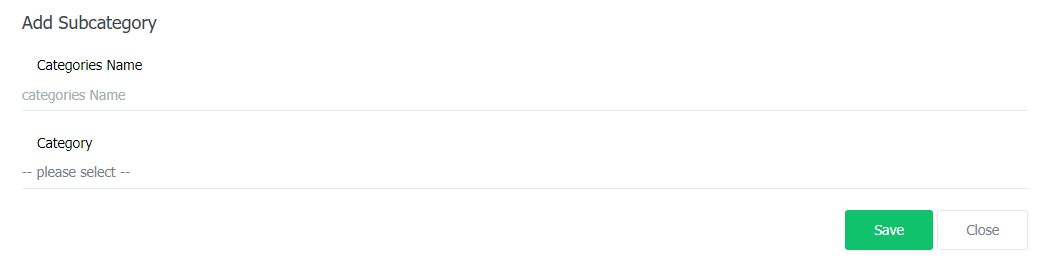 Add Subcategory
Categories Name
categories Name
Category
-- please select --
Save Close